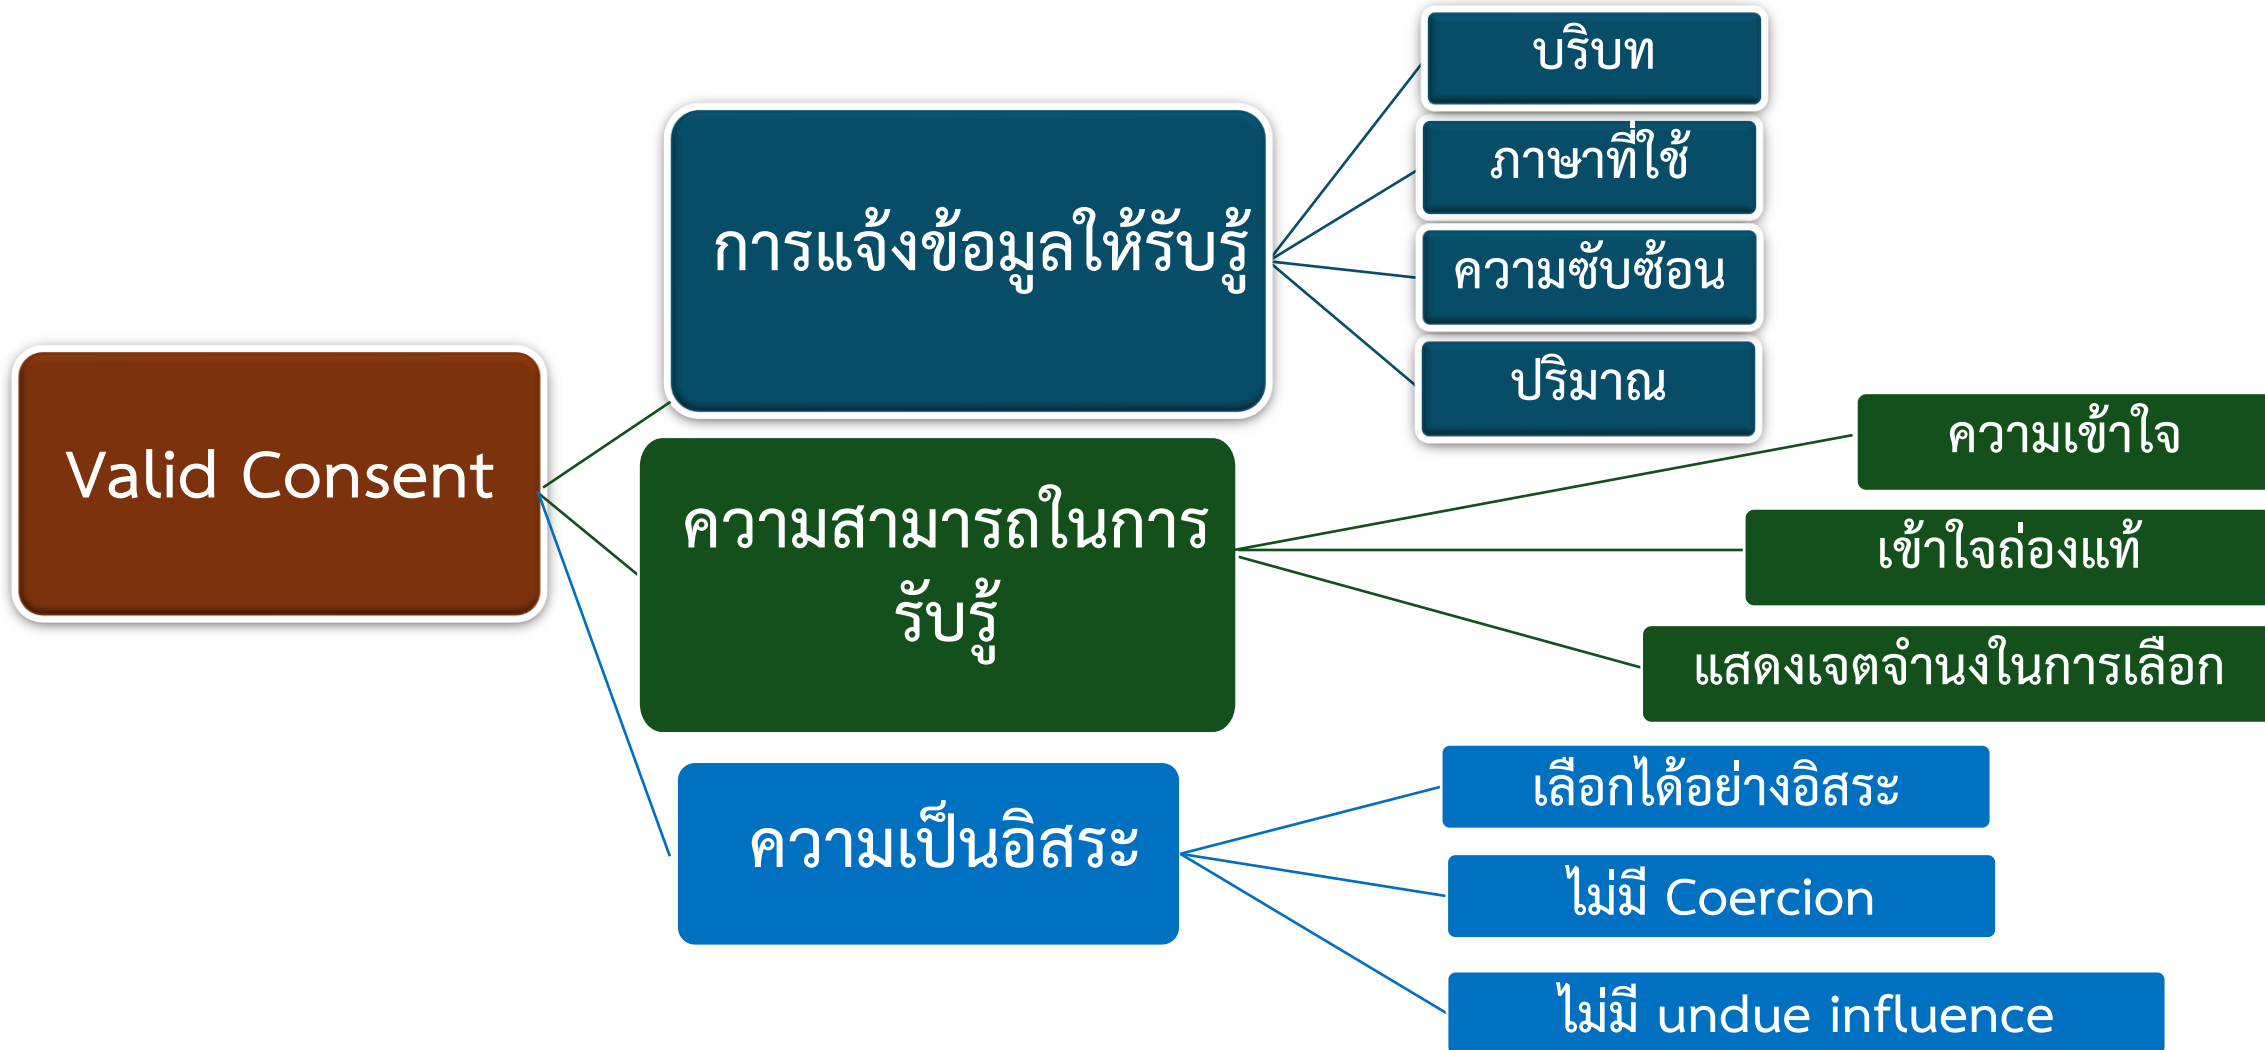 Valid Consent
การแจ้งข้อมูลให้รับรู้
บริบท
ภาษาที่ใช้
ความซับซ้อน
ปริมาณ
ความสามารถในการ
รับรู้
ความเข้าใจ
เข้าใจถ่องแท้
แสดงเจตจำนงในการเลือก
ความเป็นอิสระ
เลือกได้อย่างอิสระ
ไม่มี Coercion
ไม่มี undue influence